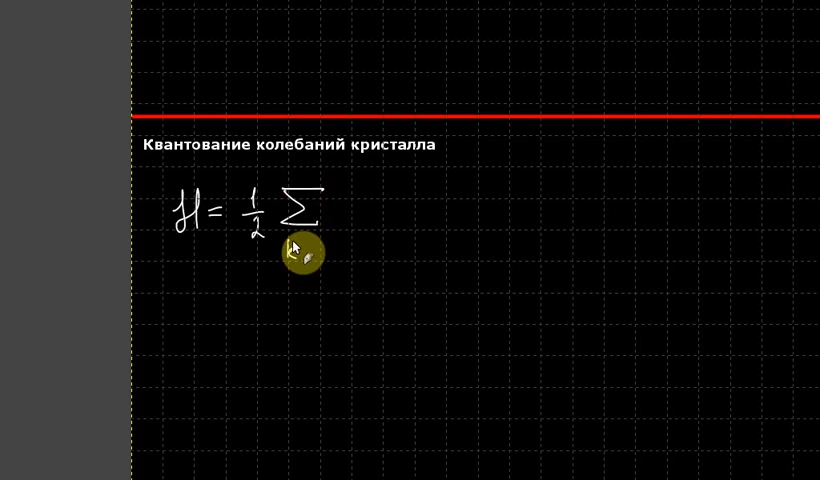 Квантование колебаний кристалла
ℋ = 1/2 ∑ k,